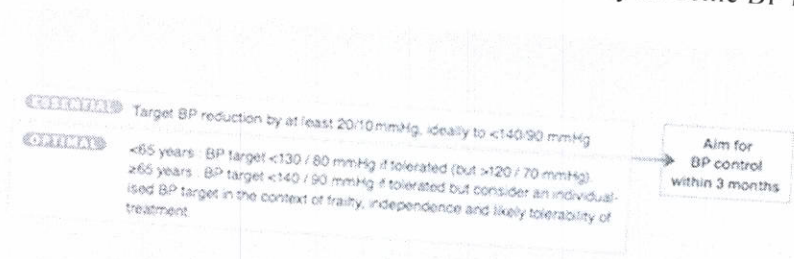 ESSENTIAL Target BP reduction by at least 20/10 mmHg, ideally to <140/90 mmHg
OPTIMAL
<65 years : BP target <130 / 80 mmHg if tolerated (but >120 / 70 mmHg).
≥65 years : BP target <140 / 90 mmHg if tolerated but consider an individual-
ised BP target in the context of frailty, independence and likely tolerability of
treatment.
Aim for
BP control
within 3 months